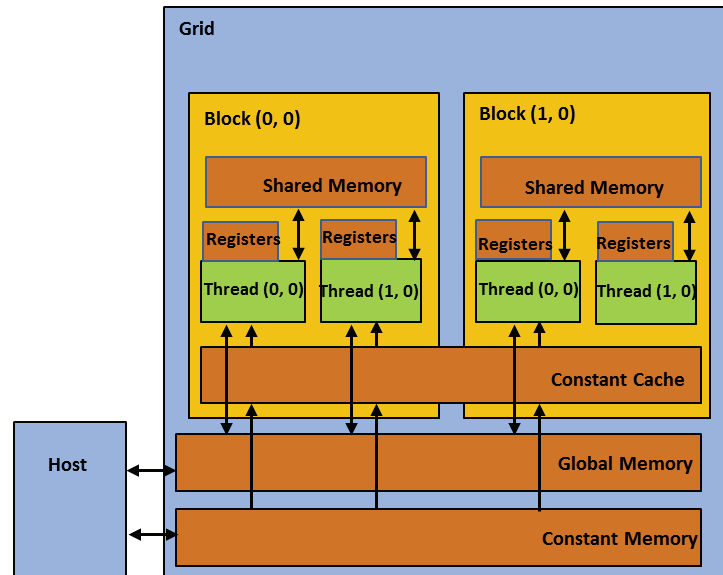 Grid
Block (0, 0)
Block (1, 0)
Shared Memory
Shared Memory
Registers
Registers
Registers
Registers
Thread (0, 0)
Thread (1, 0)
Thread (0, 0)
Thread (1, 0)
Constant Cache
Host
Global Memory
Constant Memory